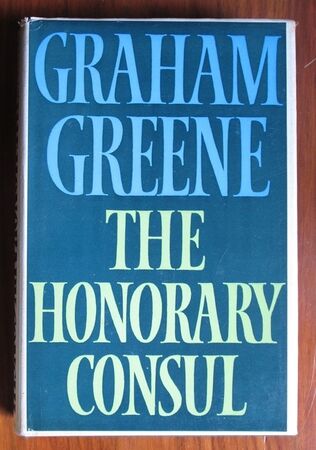 GRAHAM
GREENE
THE
HONORARY
CONSUL